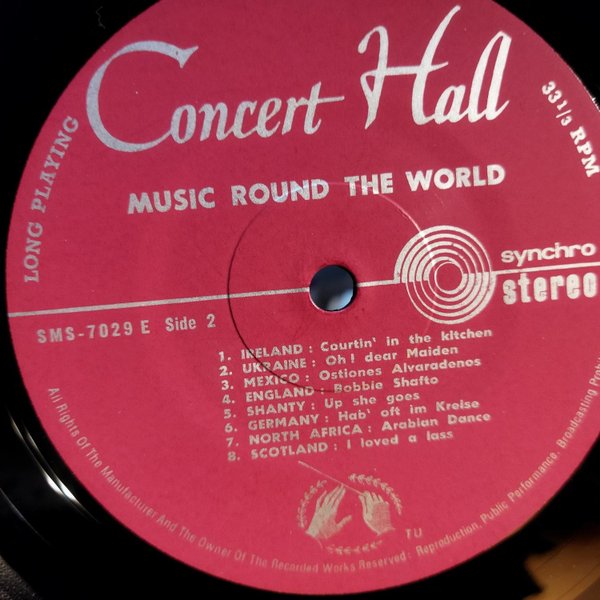 Concert Hall
LONG PLAYING
33 1/3 RPM
MUSIC ROUND THE WORLD
synchro
stereo
SMS-7029 E Side 2
1. IRELAND : Courtin' in the kitchen
2. UKRAINE : Oh! dear Maiden
3. MEXICO : Ostiones Alvaradenos
4. ENGLAND : Bobbie Shafto
5. SHANTY : Up she goes
6. GERMANY : Hab' oft im Kreise
7. NORTH AFRICA : Arabian Dance
8. SCOTLAND : I loved a lass
TU
All Rights Of The Manufacturer And The Owner Of The Recorded Works Reserved: Reproduction, Public Performance, Broadcasting